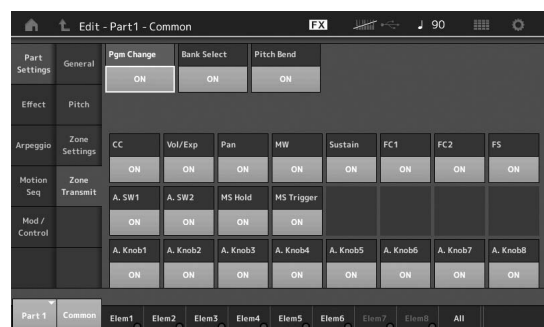 Edit - Part1 - Common
FX
90
Part Settings
General
Pgm Change
Bank Select
Pitch Bend
ON
ON
ON
Effect
Pitch
Arpeggio
Zone Settings
CC
Vol/Exp
Pan
MW
Sustain
FC1
FC2
FS
ON
ON
ON
ON
ON
ON
ON
ON
Motion Seq
Zone Transmit
A. SW1
A. SW2
MS Hold
MS Trigger
ON
ON
ON
ON
Mod / Control
A. Knob1
A. Knob2
A. Knob3
A. Knob4
A. Knob5
A. Knob6
A. Knob7
A. Knob8
ON
ON
ON
ON
ON
ON
ON
ON
Part 1
Common
Elem1
Elem2
Elem3
Elem4
Elem5
Elem6
Elem7
Elem8
All